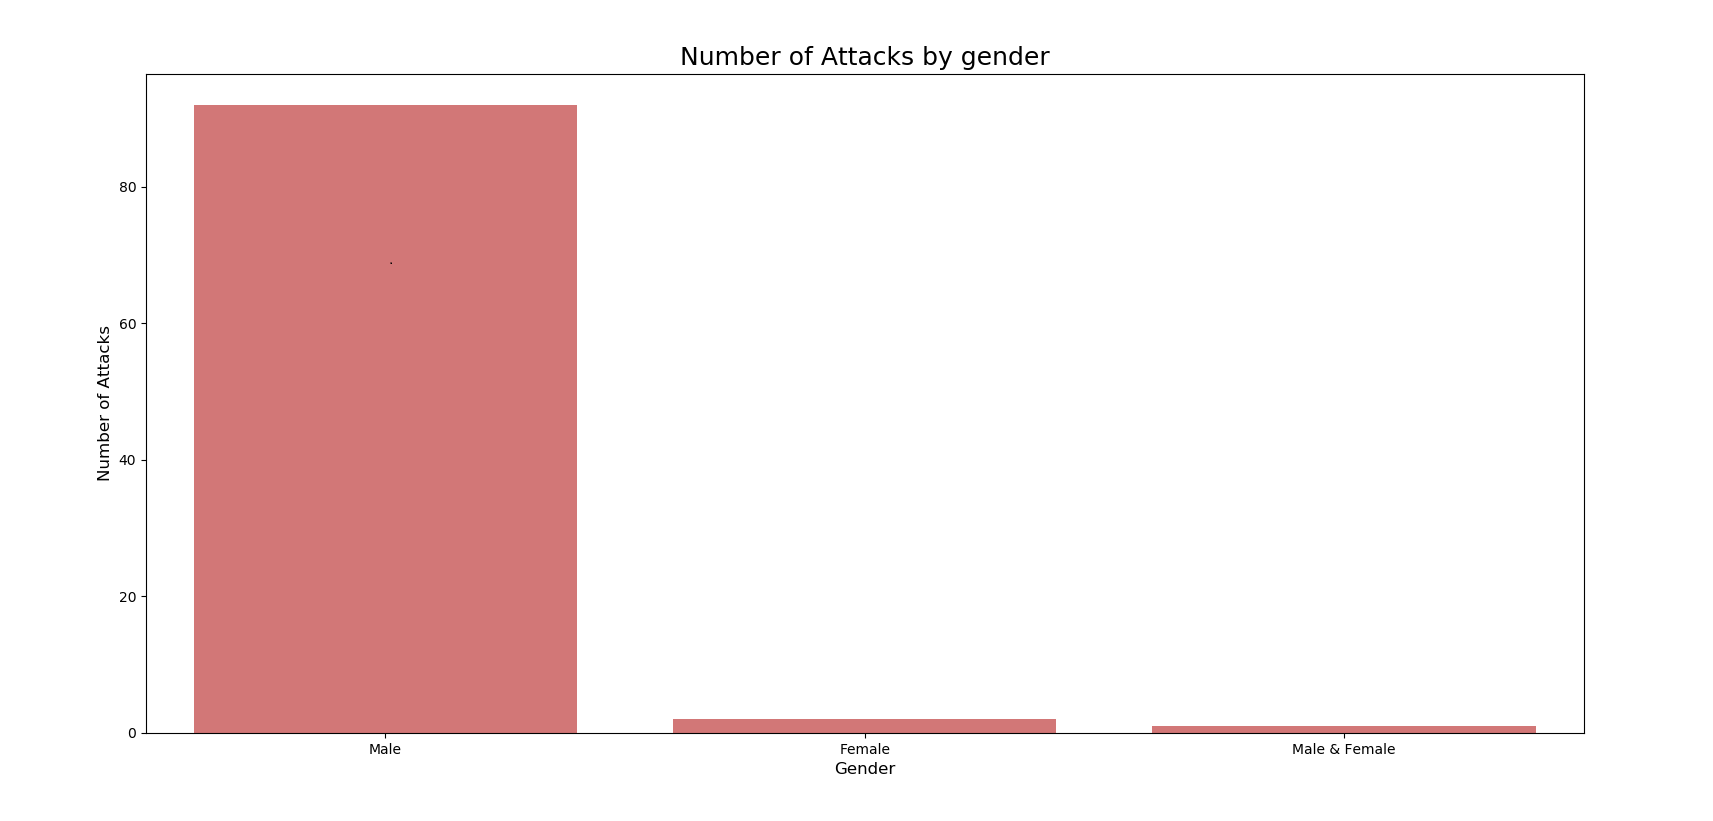 Number of Attacks by gender
Number of Attacks
80
60
40
20
0
Male
Female
Male & Female
Gender